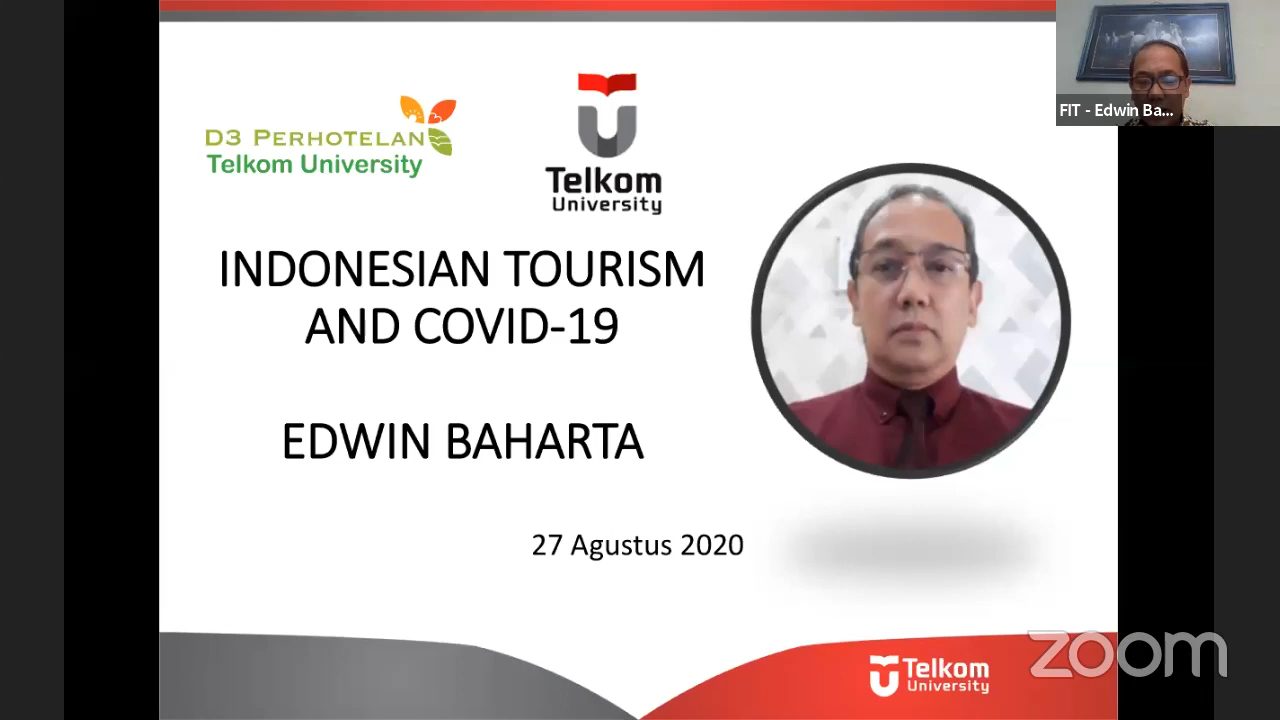 FIT - Edwin Ba...
D3 PERHOTELAN
Telkom University
Telkom
University
INDONESIAN TOURISM
AND COVID-19
EDWIN BAHARTA
27 Agustus 2020
Telkom
University
zoom